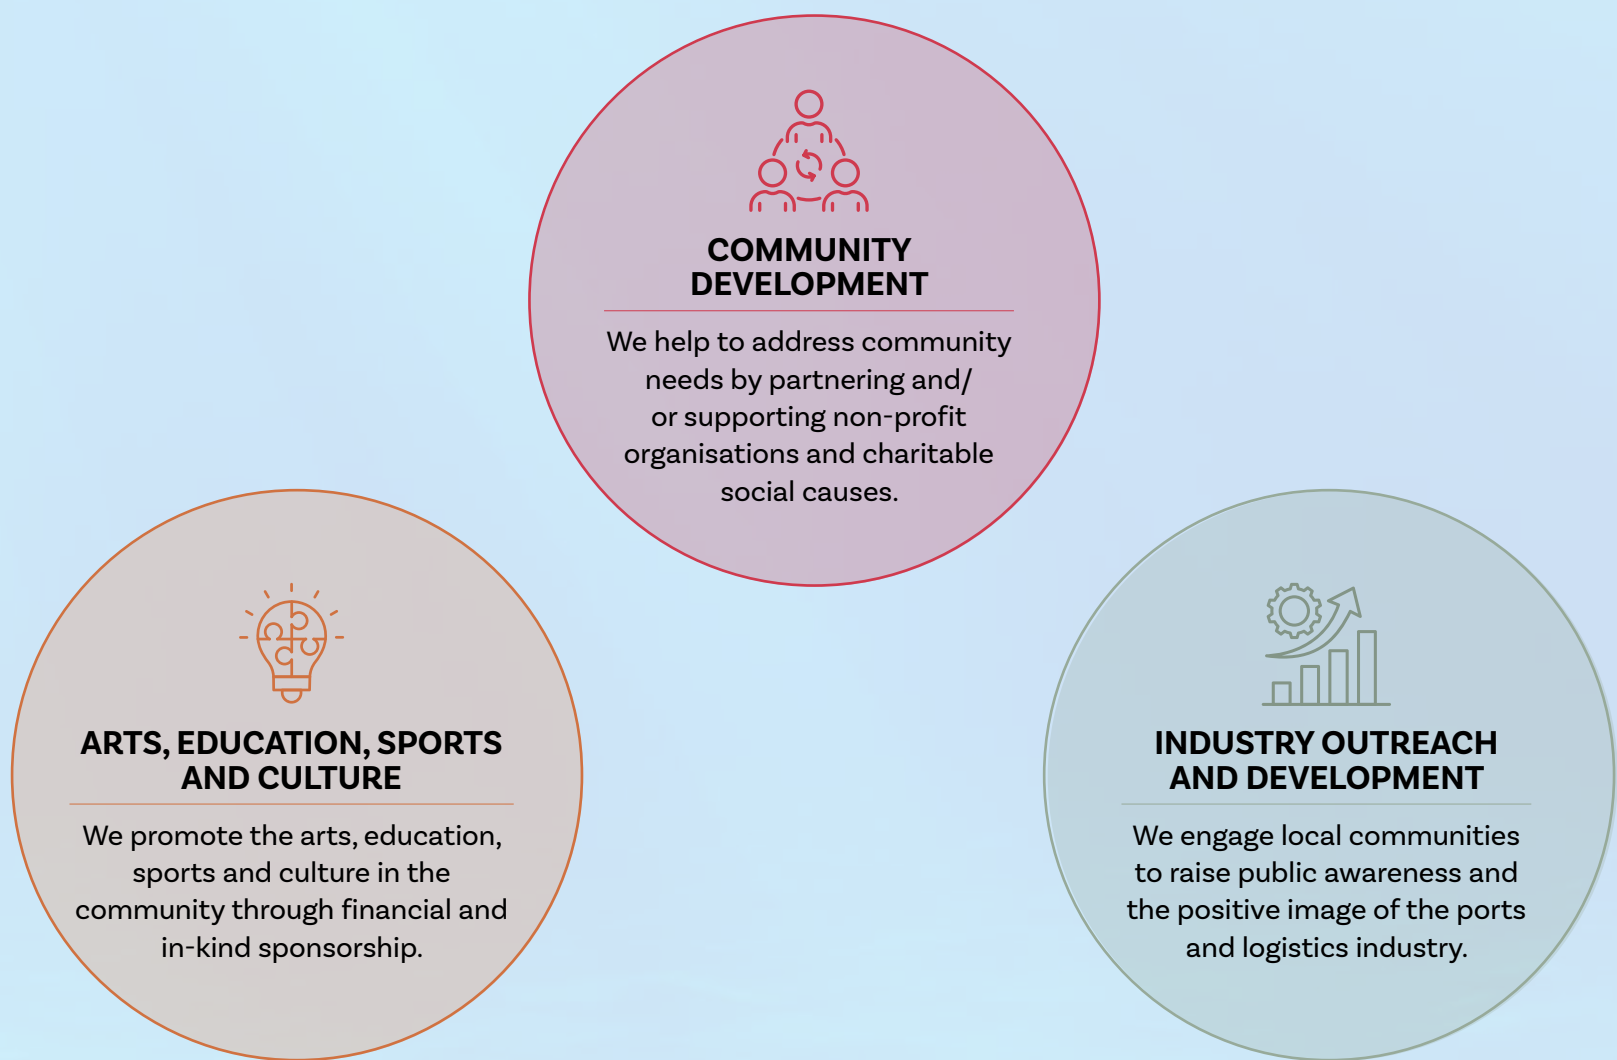 COMMUNITY
DEVELOPMENT
We help to address community
needs by partnering and/
or supporting non-profit
organisations and charitable
social causes.
ARTS, EDUCATION, SPORTS
AND CULTURE
We promote the arts, education,
sports and culture in the
community through financial and
in-kind sponsorship.
INDUSTRY OUTREACH
AND DEVELOPMENT
We engage local communities
to raise public awareness and
the positive image of the ports
and logistics industry.